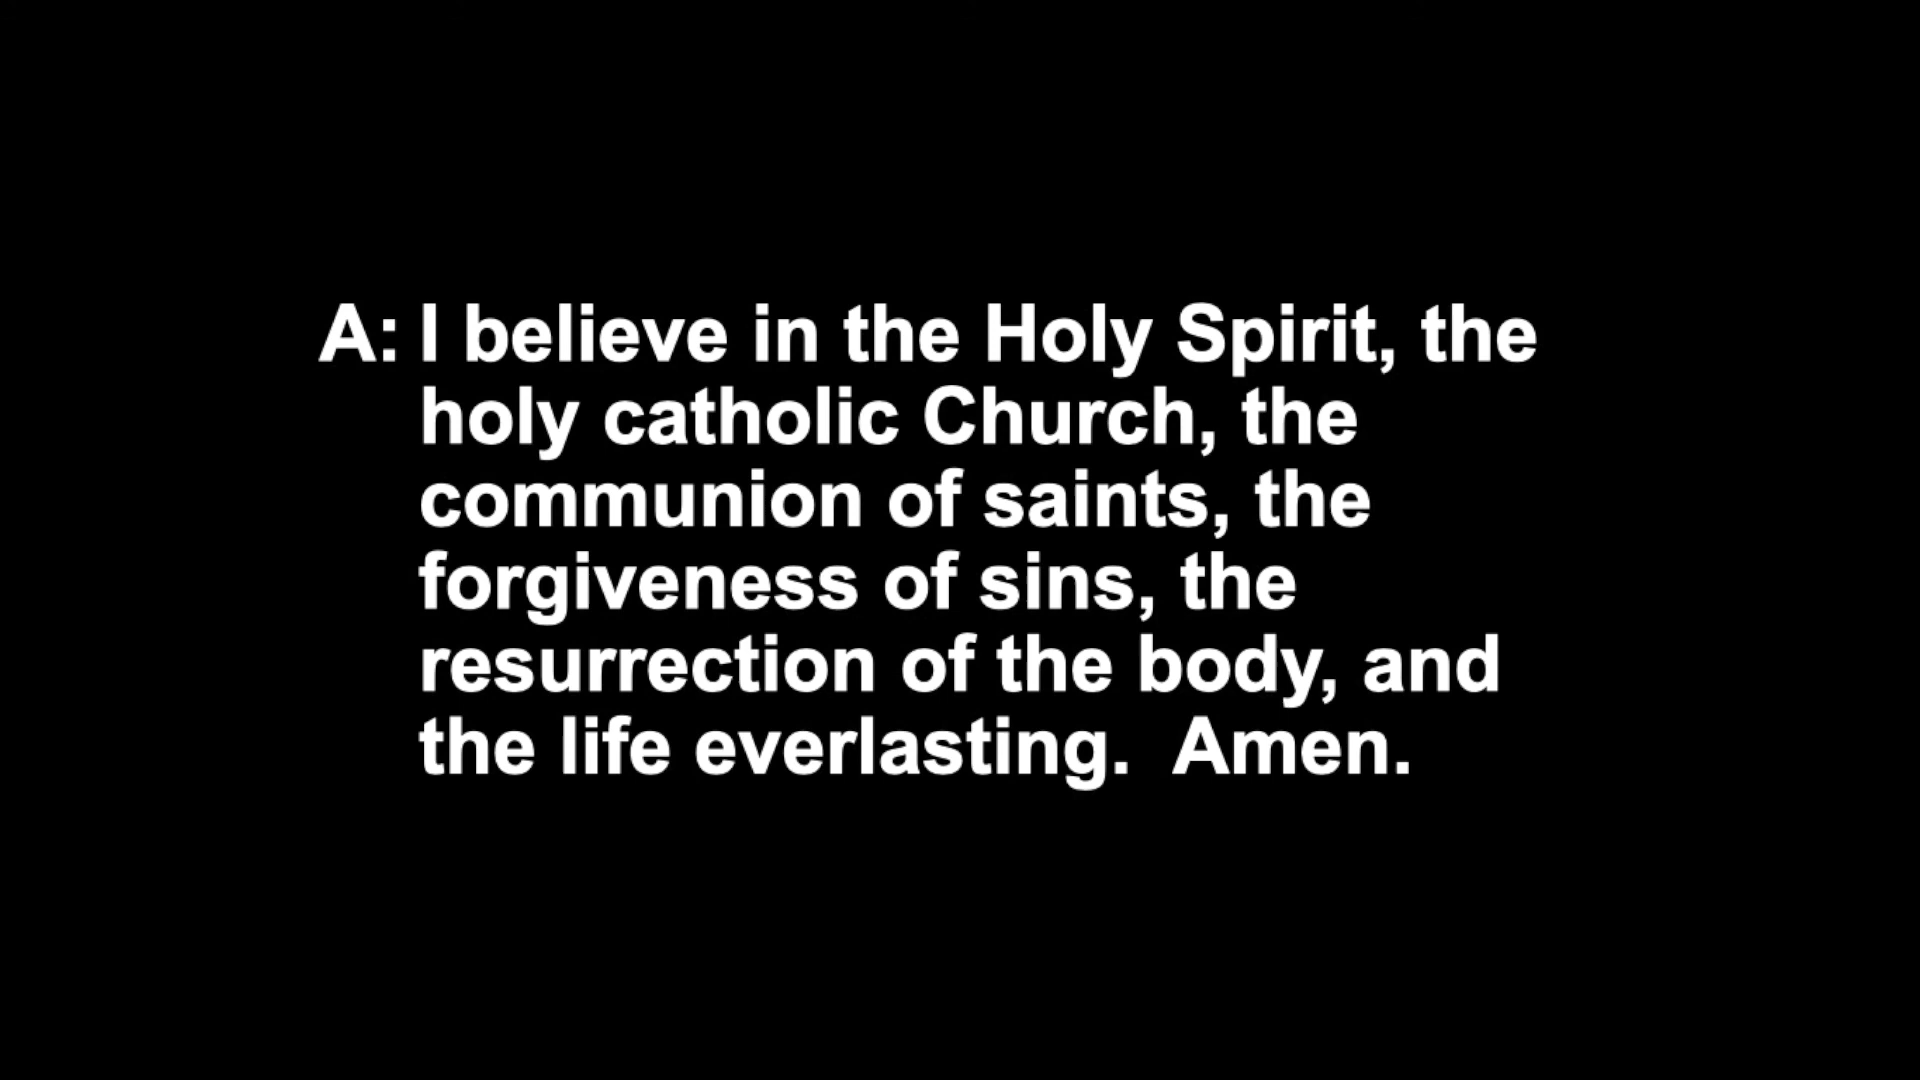 A: I believe in the Holy Spirit, the
holy catholic Church, the
communion of saints, the
forgiveness of sins, the
resurrection of the body, and
the life everlasting.  Amen.